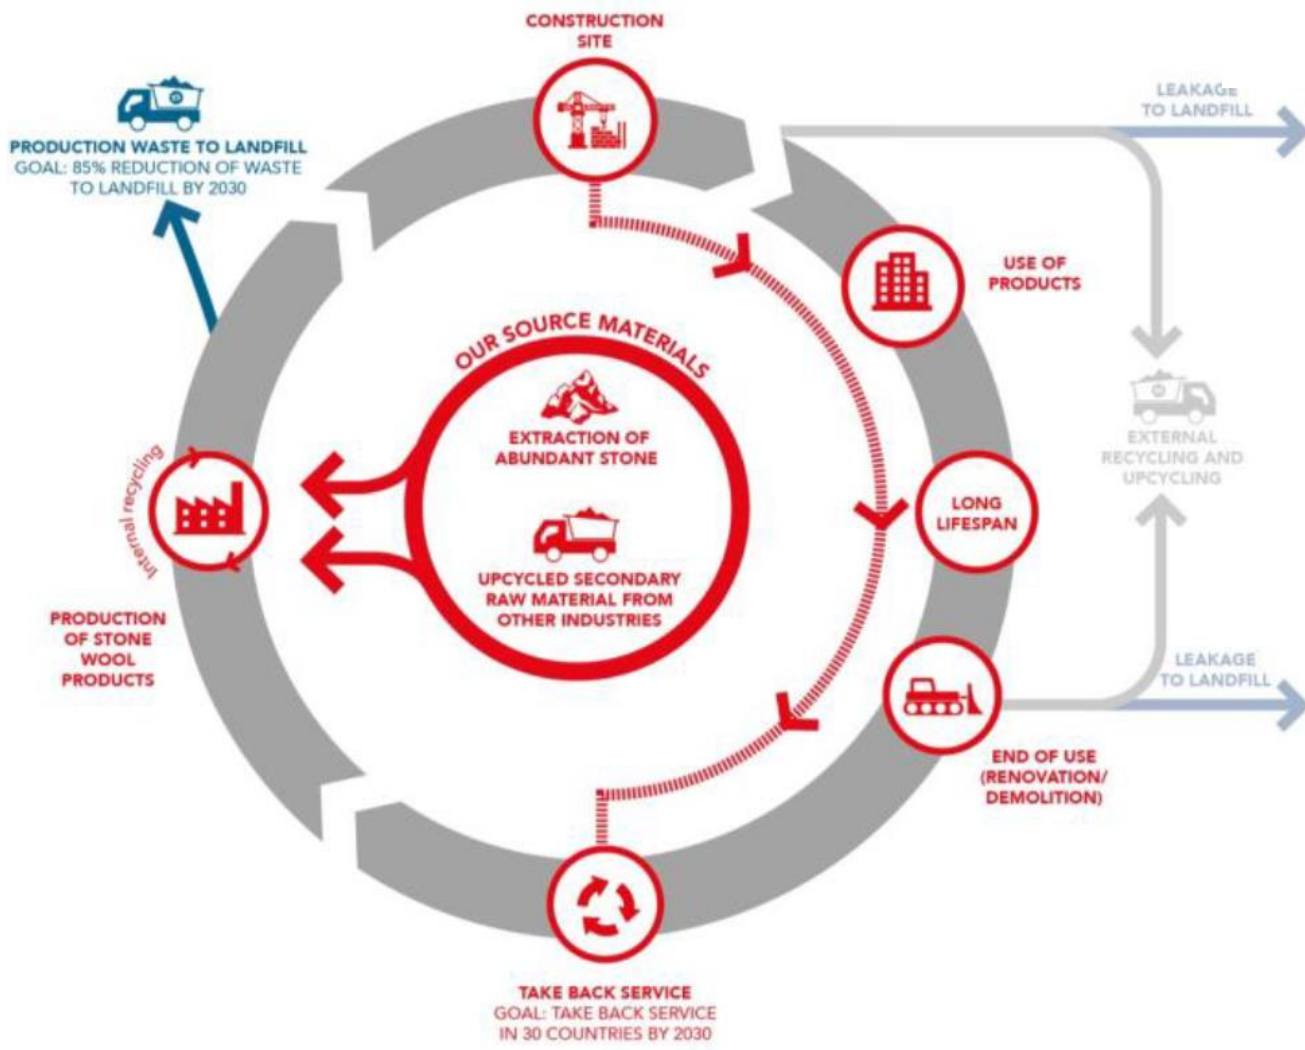 CONSTRUCTION
SITE
LEAKAGE
TO LANDFILL
PRODUCTION WASTE TO LANDFILL
GOAL: 85% REDUCTION OF WASTE
TO LANDFILL BY 2030
USE OF
PRODUCTS
OUR SOURCE MATERIALS
EXTRACTION OF
ABUNDANT STONE
EXTERNAL
RECYCLING AND
UPCYCLING
Internal recycling
LONG
LIFESPAN
UPCYCLED SECONDARY
RAW MATERIAL FROM
OTHER INDUSTRIES
PRODUCTION
OF STONE
WOOL
PRODUCTS
LEAKAGE
TO LANDFILL
END OF USE
(RENOVATION/
DEMOLITION)
TAKE BACK SERVICE
GOAL: TAKE BACK SERVICE
IN 30 COUNTRIES BY 2030